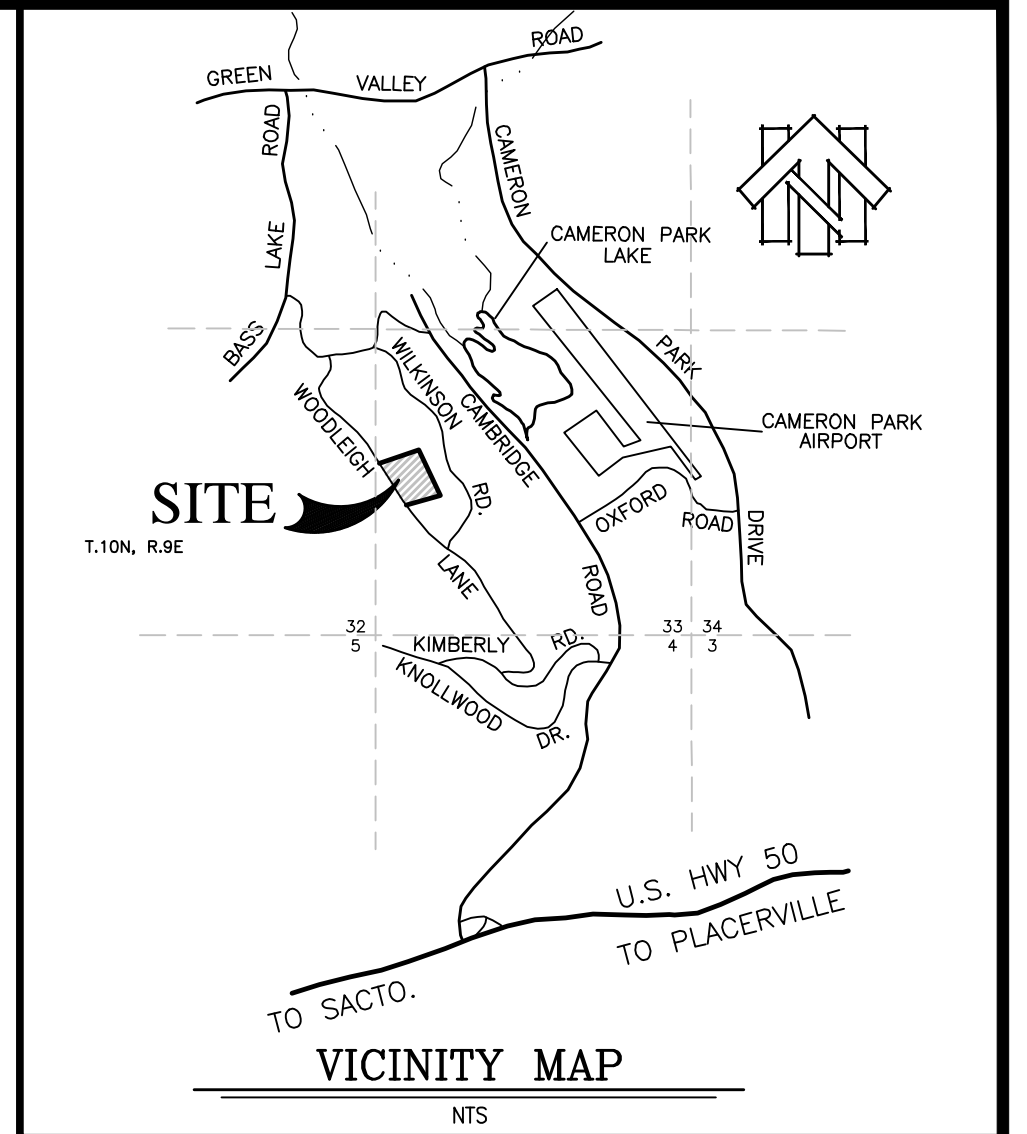 GREEN VALLEY ROAD
BASS LAKE ROAD
CAMERON PARK DRIVE
N
CAMERON PARK
LAKE
WILKINSON RD.
CAMBRIDGE ROAD
WOODLEIGH LANE
CAMERON PARK
AIRPORT
SITE
T.10N, R.9E
OXFORD ROAD
32
5
33 34
4 3
KIMBERLY RD.
KNOLLWOOD DR.
U.S. HWY 50
TO PLACERVILLE
TO SACTO.
VICINITY MAP
NTS